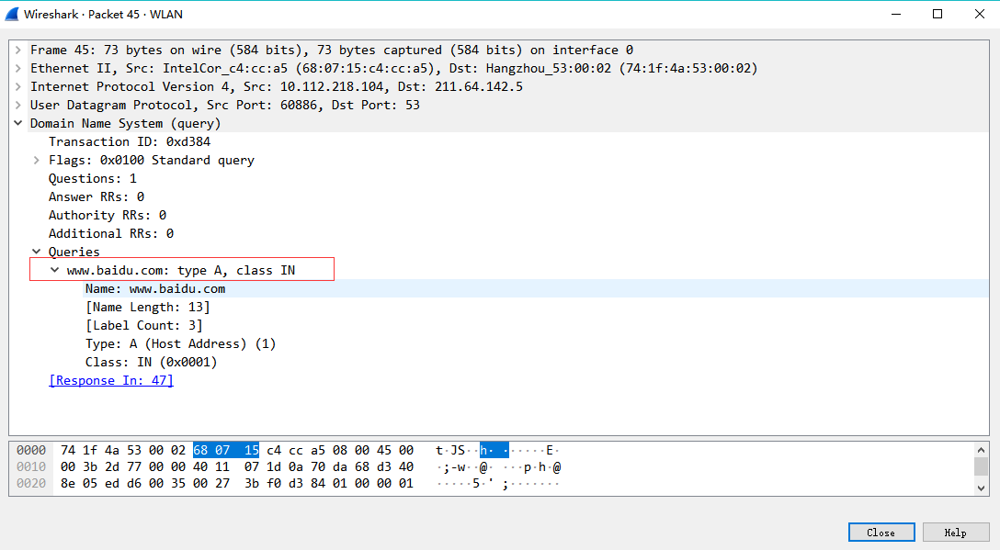 Wireshark · Packet 45 · WLAN
Frame 45: 73 bytes on wire (584 bits), 73 bytes captured (584 bits) on interface 0
Ethernet II, Src: IntelCor_c4:cc:a5 (68:07:15:c4:cc:a5), Dst: Hangzhou_53:00:02 (74:1f:4a:53:00:02)
Internet Protocol Version 4, Src: 10.112.218.104, Dst: 211.64.142.5
User Datagram Protocol, Src Port: 60886, Dst Port: 53
Domain Name System (query)
Transaction ID: 0xd384
Flags: 0x0100 Standard query
Questions: 1
Answer RRs: 0
Authority RRs: 0
Additional RRs: 0
Queries
www.baidu.com: type A, class IN
Name: www.baidu.com
[Name Length: 13]
[Label Count: 3]
Type: A (Host Address) (1)
Class: IN (0x0001)
[Response In: 47]
0000 74 1f 4a 53 00 02 68 07 15 c4 cc a5 08 00 45 00 t·JS··h· ······E·
0010 00 3b 2d 77 00 00 40 11 07 1d 0a 70 da 68 d3 40 ·;-w··@· ···p·h·@
0020 8e 05 ed d6 00 35 00 27 3b f0 d3 84 01 00 00 01 ·····5·' ;·······
Close Help